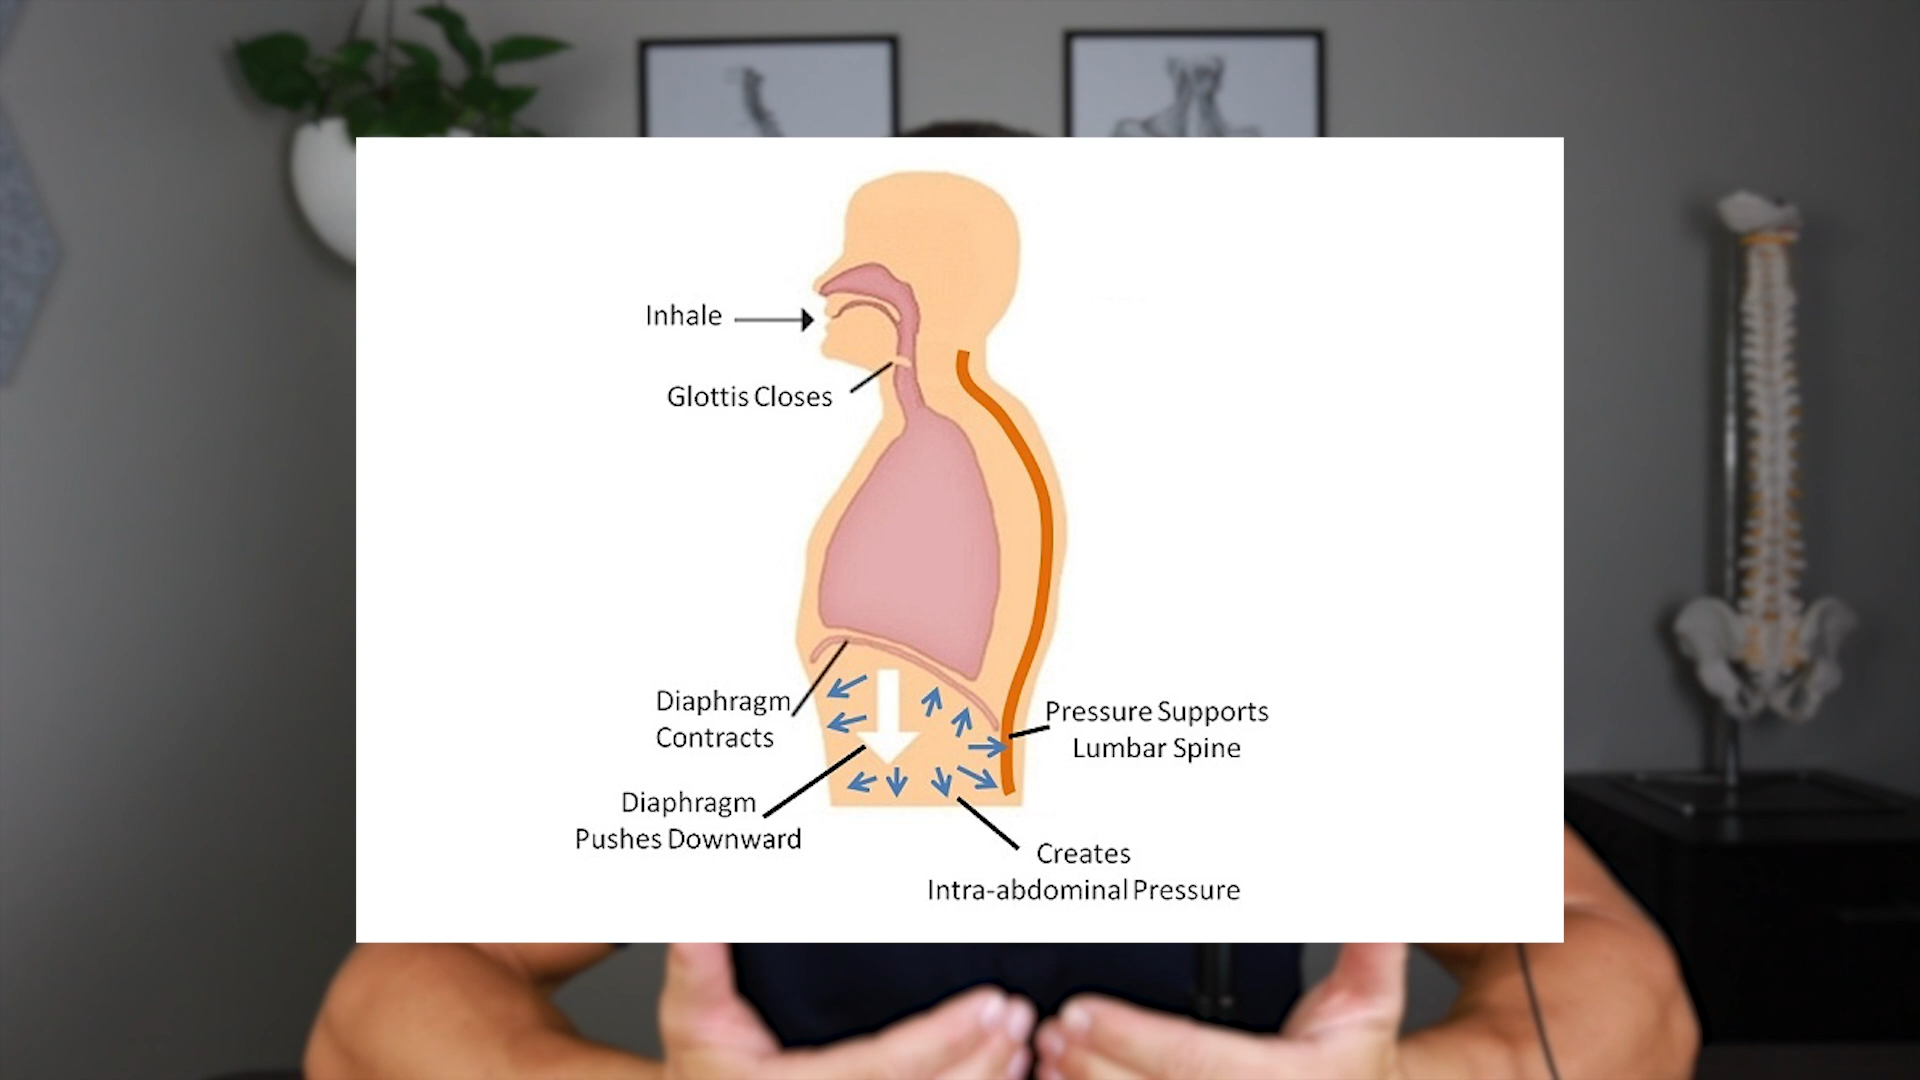 Inhale
Glottis Closes
Diaphragm
Contracts
Pressure Supports
Lumbar Spine
Diaphragm
Pushes Downward
Creates
Intra-abdominal Pressure